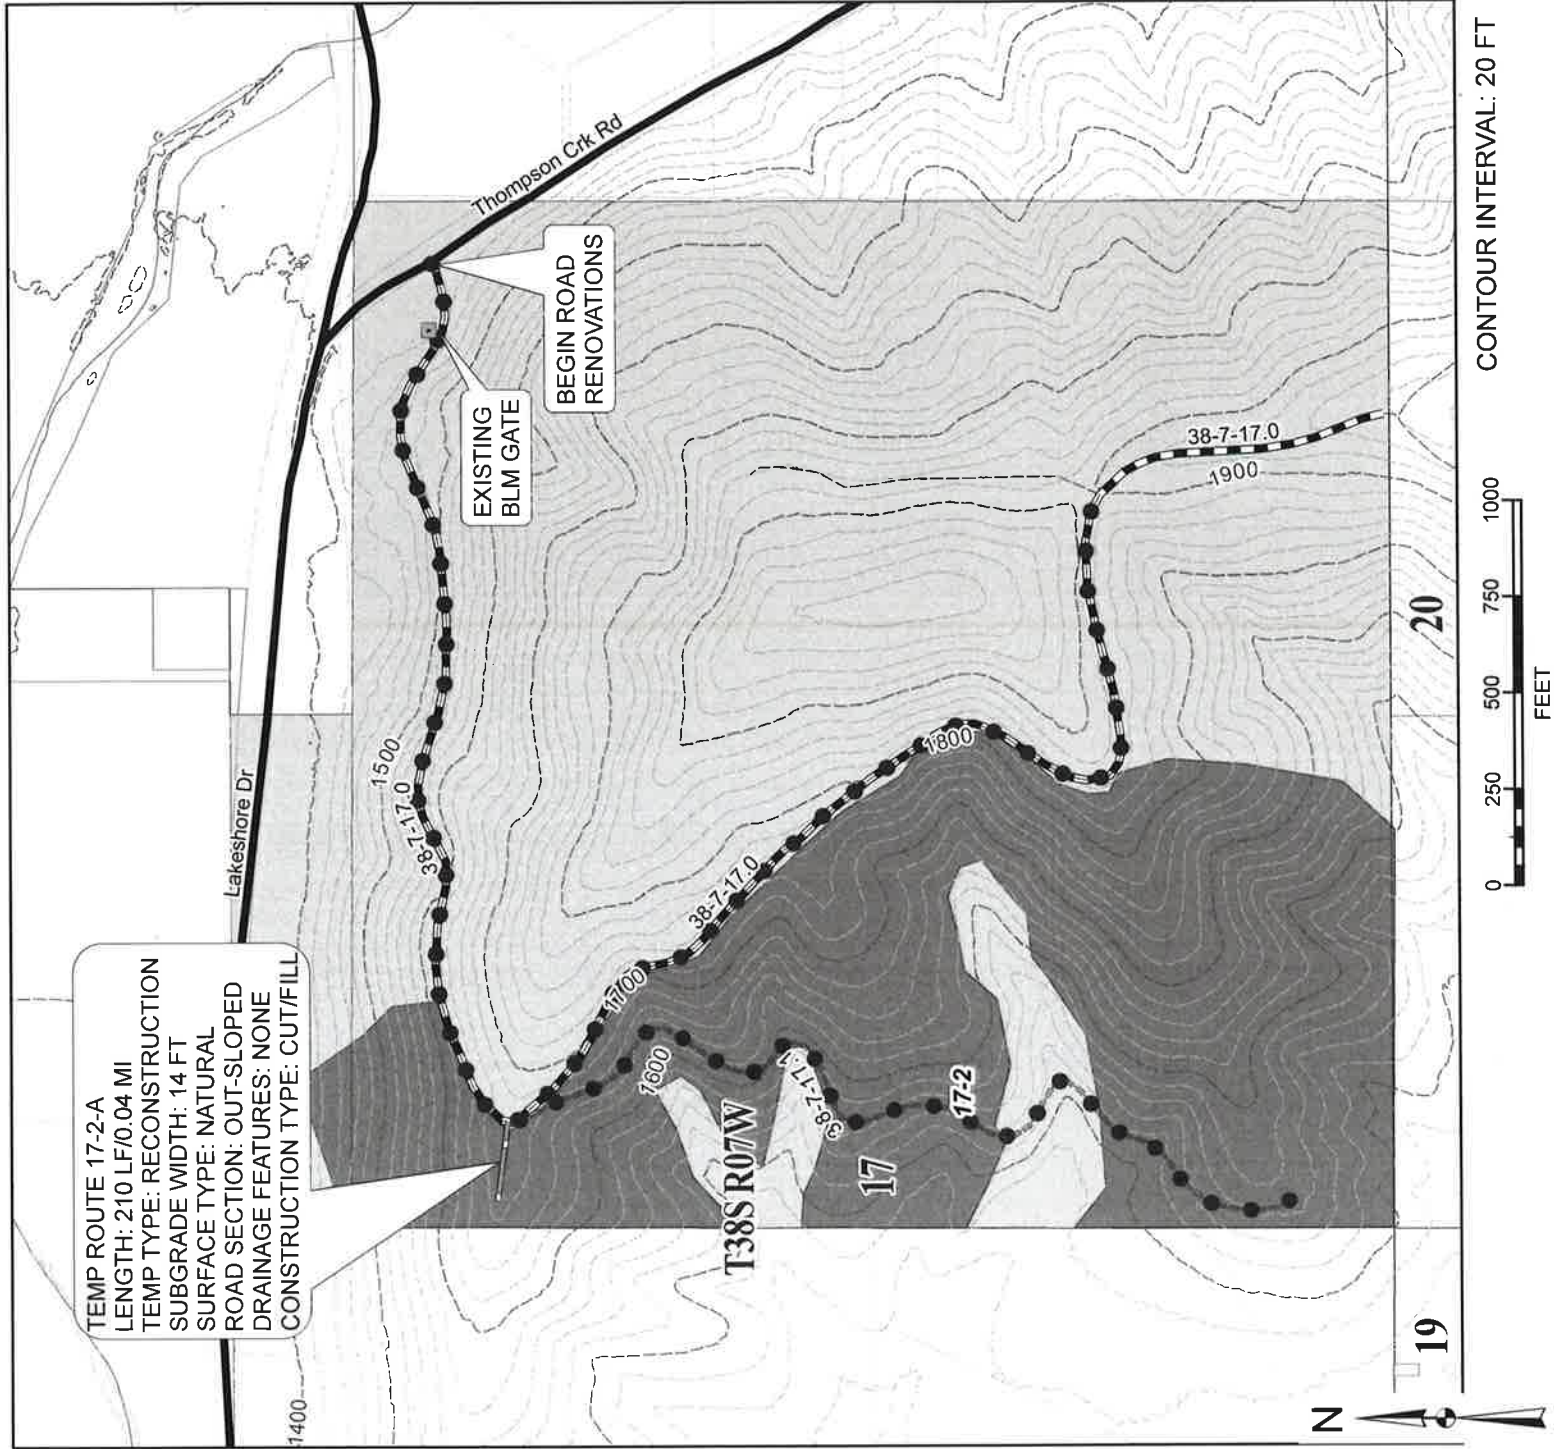 Lakeshore Dr
Thompson Crk Rd
TEMP ROUTE 17-2-A
LENGTH: 210 LF/0.04 MI
TEMP TYPE: RECONSTRUCTION
SUBGRADE WIDTH: 14 FT
SURFACE TYPE: NATURAL
ROAD SECTION: OUT-SLOPED
DRAINAGE FEATURES: NONE
CONSTRUCTION TYPE: CUT/FILL
1400
1500
38-7-17.0
EXISTING
BLM GATE
BEGIN ROAD
RENOVATIONS
1700
38-7-17.0
1800
1600
38-7-17.1
17-2
T38S R07W
17
38-7-17.0
1900
19
20
N
0 250 500 750 1000
FEET
CONTOUR INTERVAL: 20 FT